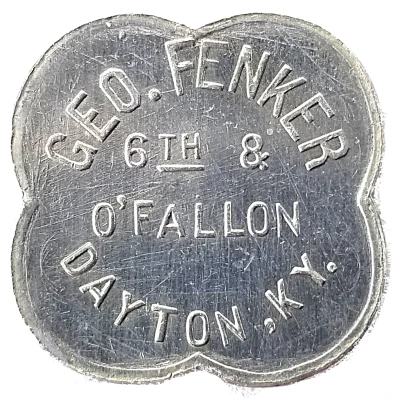 GEO. FENKER
6TH &
O'FALLON
DAYTON, KY.